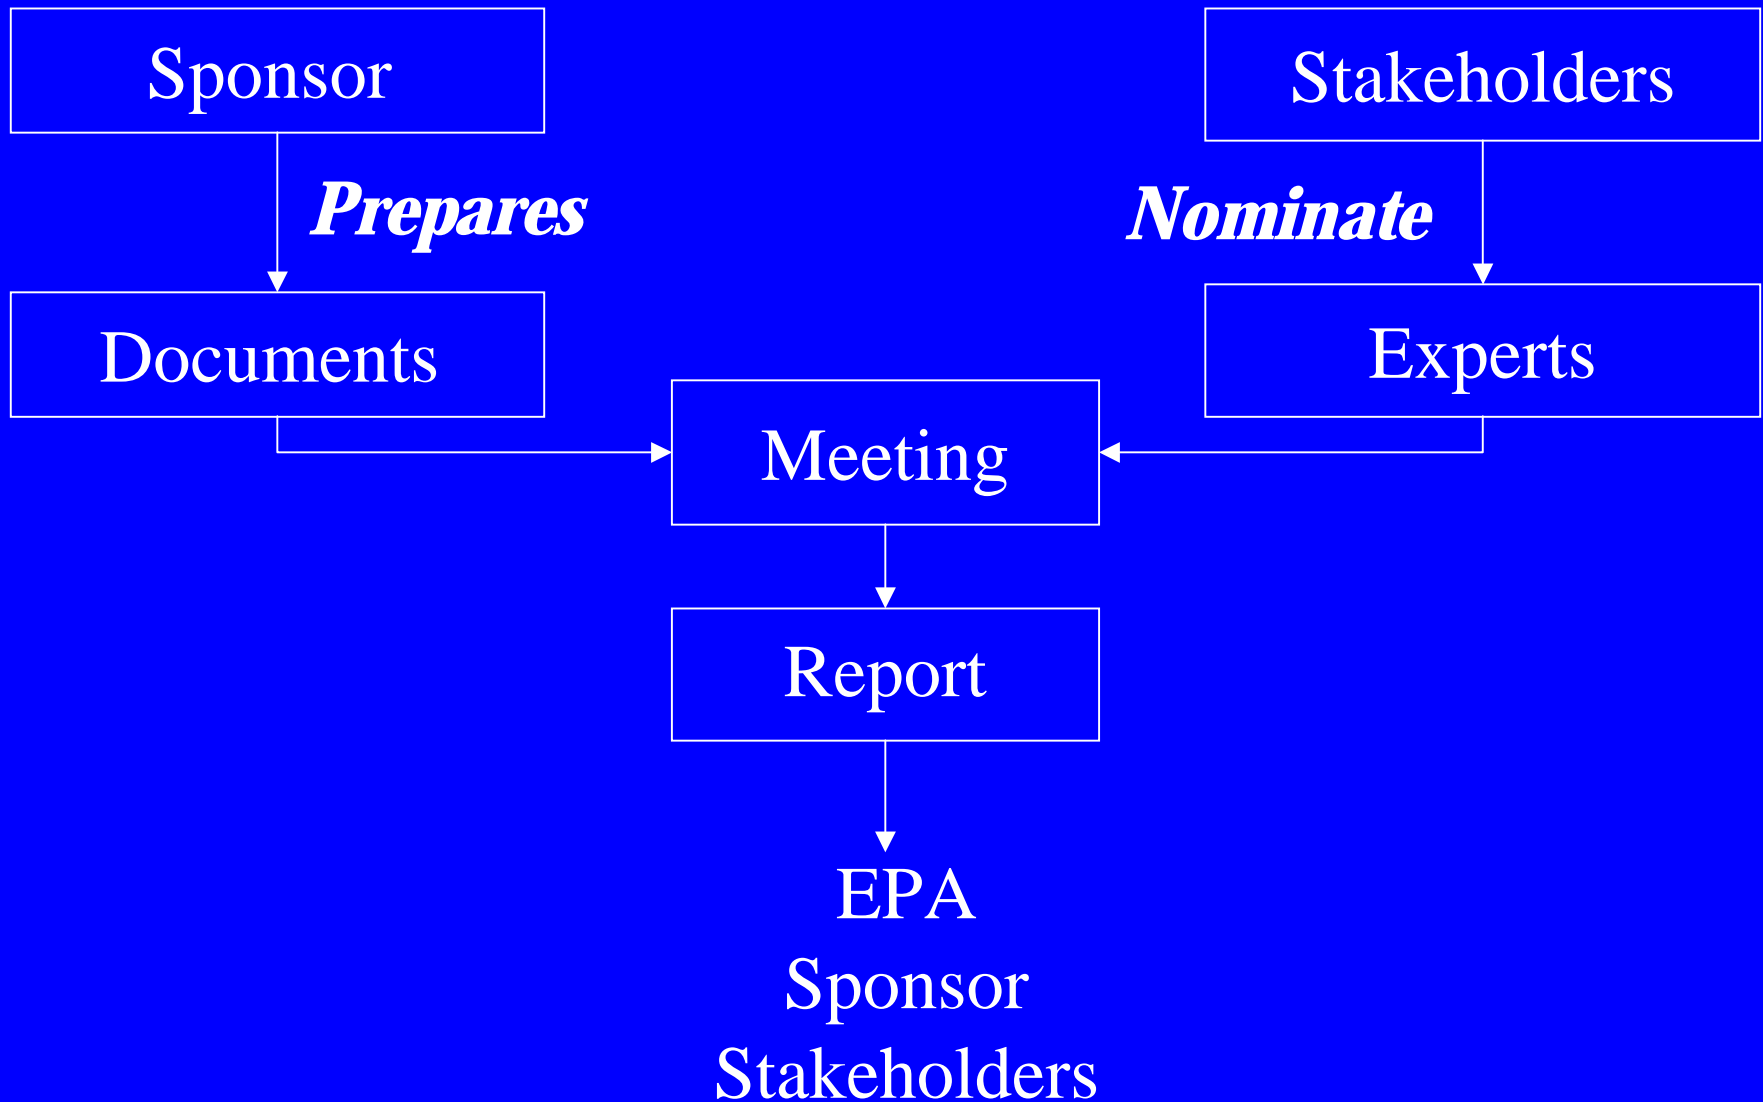 Sponsor
Stakeholders
Prepares
Nominate
Documents
Experts
Meeting
Report
EPA
Sponsor
Stakeholders